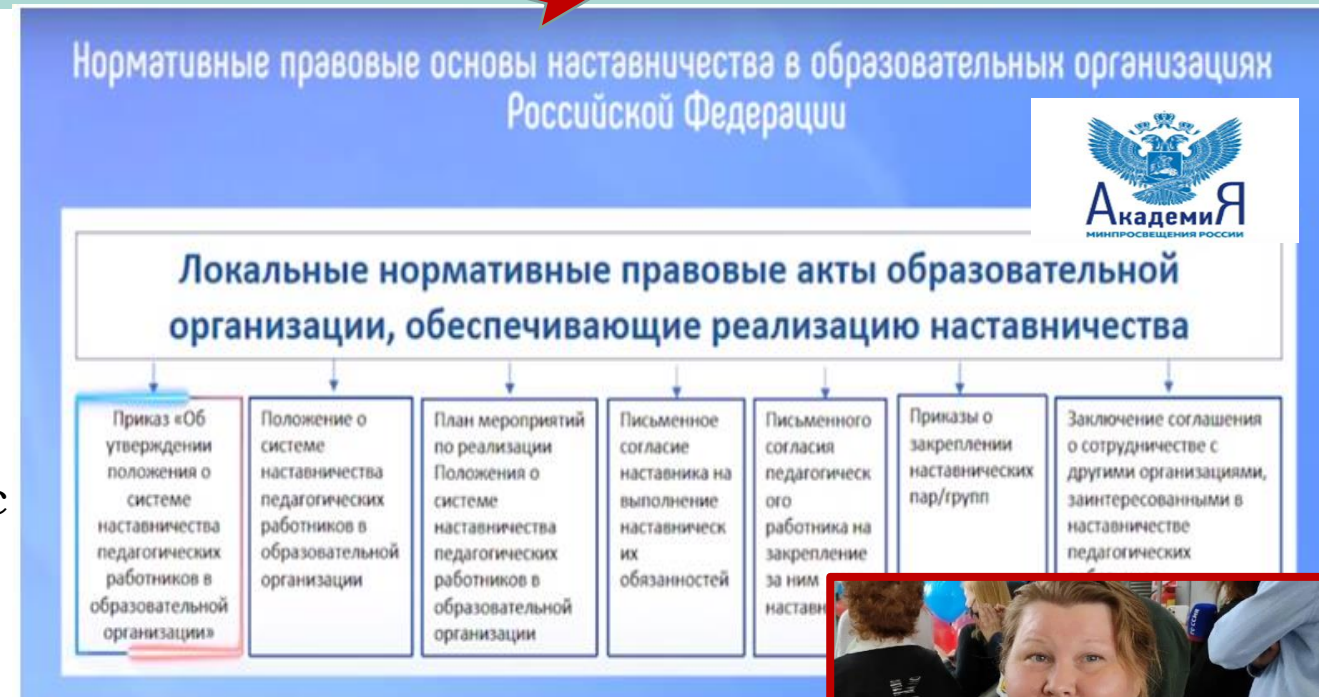 Нормативные правовые основы наставничества в образовательных организациях
Российской Федерации
АкадемиЯ
МИНПРОСВЕЩЕНИЯ РОССИИ
Локальные нормативные правовые акты образовательной
организации, обеспечивающие реализацию наставничества
Приказ «Об
утверждении
положения о
системе
наставничества
педагогических
работников в
образовательной
организации»
Положение о
системе
наставничества
педагогических
работников в
образовательной
организации
План мероприятий
по реализации
Положения о
системе
наставничества
педагогических
работников в
образовательной
организации
Письменное
согласие
наставника на
выполнение
наставническ
их
обязанностей
Письменного
согласия
педагогическ
ого
работника на
закрепление
за ним
Приказы о
закреплении
наставнических
пар/групп
Заключение соглашения
о сотрудничестве с
другими организациями,
заинтересованными в
наставничестве
педагогических
с